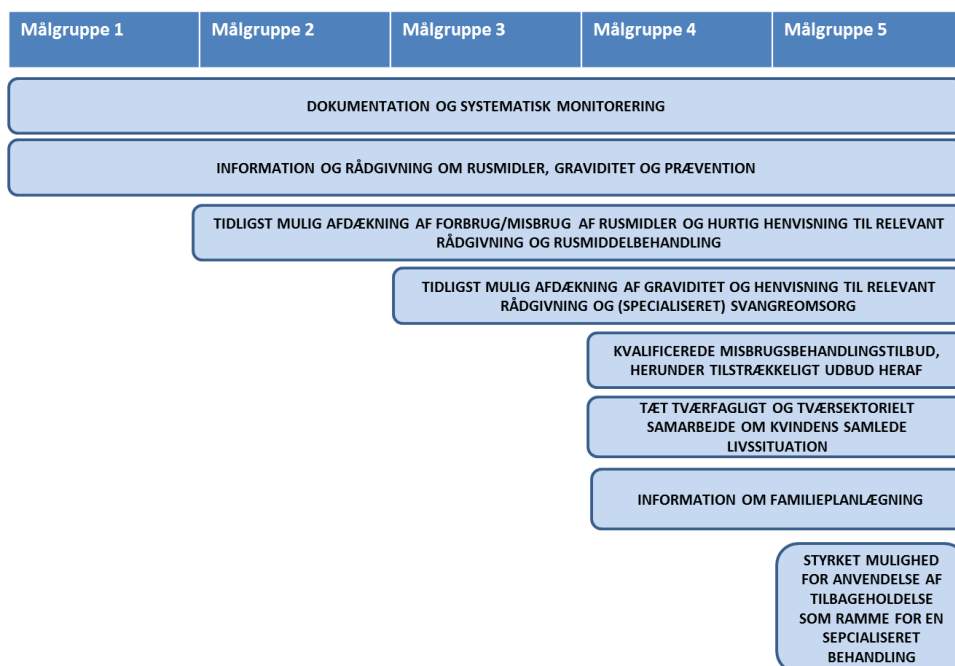 Målgruppe 1 Målgruppe 2 Målgruppe 3 Målgruppe 4 Målgruppe 5
DOKUMENTATION OG SYSTEMATISK MONITORERING
INFORMATION OG RÅDGIVNING OM RUSMIDLER, GRAVIDITET OG PRÆVENTION
TIDLIGST MULIG AFDÆKNING AF FORBRUG/MISBRUG AF RUSMIDLER OG HURTIG HENVISNING TIL RELEVANT
RÅDGIVNING OG RUSMIDDELBEHANDLING
TIDLIGST MULIG AFDÆKNING AF GRAVIDITET OG HENVISNING TIL RELEVANT
RÅDGIVNING OG (SPECIALISERET) SVANGREOMSORG
KVALIFICEREDE MISBRUGSBEHANDLINGSTILBUD,
HERUNDER TILSTRÆKKELIGT UDBUD HERAF
TÆT TVÆRFAGLIGT OG TVÆRSEKTORIELT
SAMARBEJDE OM KVINDENS SAMLEDE
LIVSSITUATION
INFORMATION OM FAMILIEPLANLÆGNING
STYRKET MULIGHED
FOR ANVENDELSE AF
TILBAGEHOLDELSE
SOM RAMME FOR EN
SEPCIALISERET
BEHANDLING